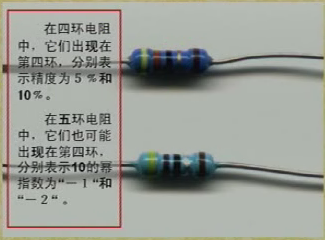 在四环电阻
中，它们出现在
第四环，分别表
示精度为5%和
10%。
在五环电阻
中，它们也可能
出现在第四环，
分别表示10的幂
指数为“－1“和
“－2“。